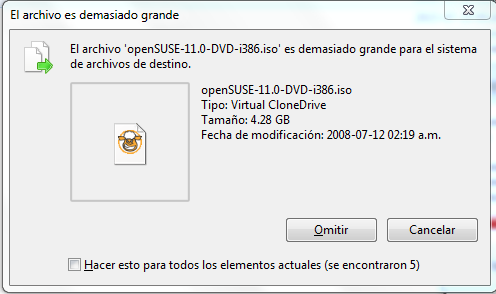 El archivo es demasiado grande
El archivo 'openSUSE-11.0-DVD-i386.iso' es demasiado grande para el sistema
de archivos de destino.
openSUSE-11.0-DVD-i386.iso
Tipo: Virtual CloneDrive
Tamaño: 4.28 GB
Fecha de modificación: 2008-07-12 02:19 a.m.
Omitir
Cancelar
Hacer esto para todos los elementos actuales (se encontraron 5)